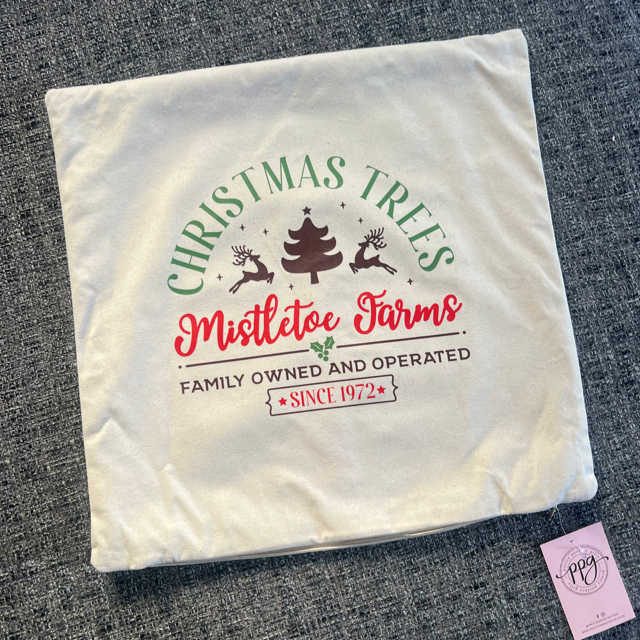 CHRISTMAS TREES
Mistletoe Farms
FAMILY OWNED AND OPERATED
★SINCE 1972★
ppg